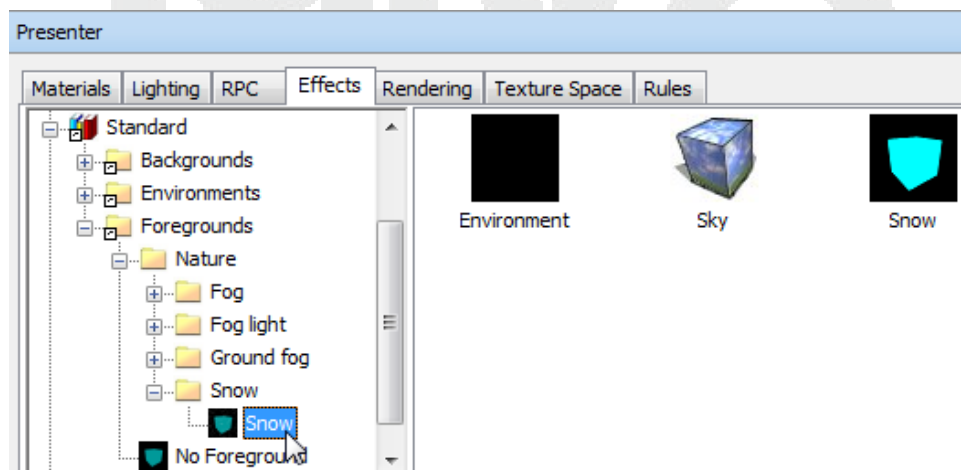 Presenter
Materials Lighting RPC Effects Rendering Texture Space Rules
Standard
Backgrounds
Environments
Foregrounds
Nature
Fog
Fog light
Ground fog
Snow
Snow
No Foreground
Environment Sky Snow